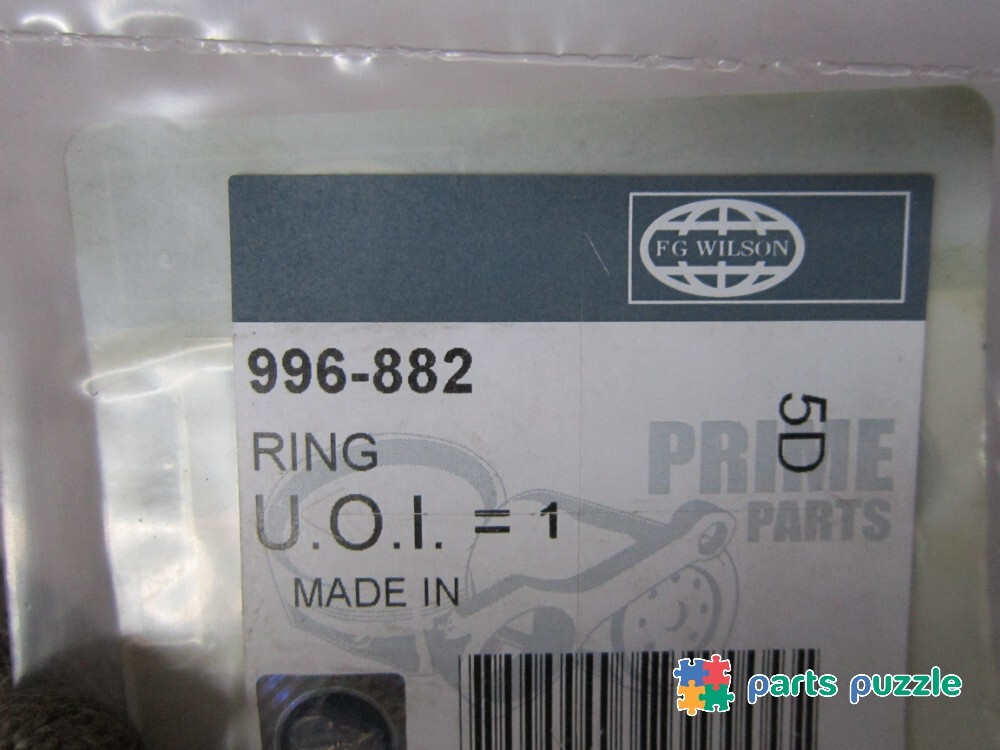 FG WILSON
996-882
RING
5D
PRIME
PARTS
U.O.I. = 1
MADE IN
parts puzzle